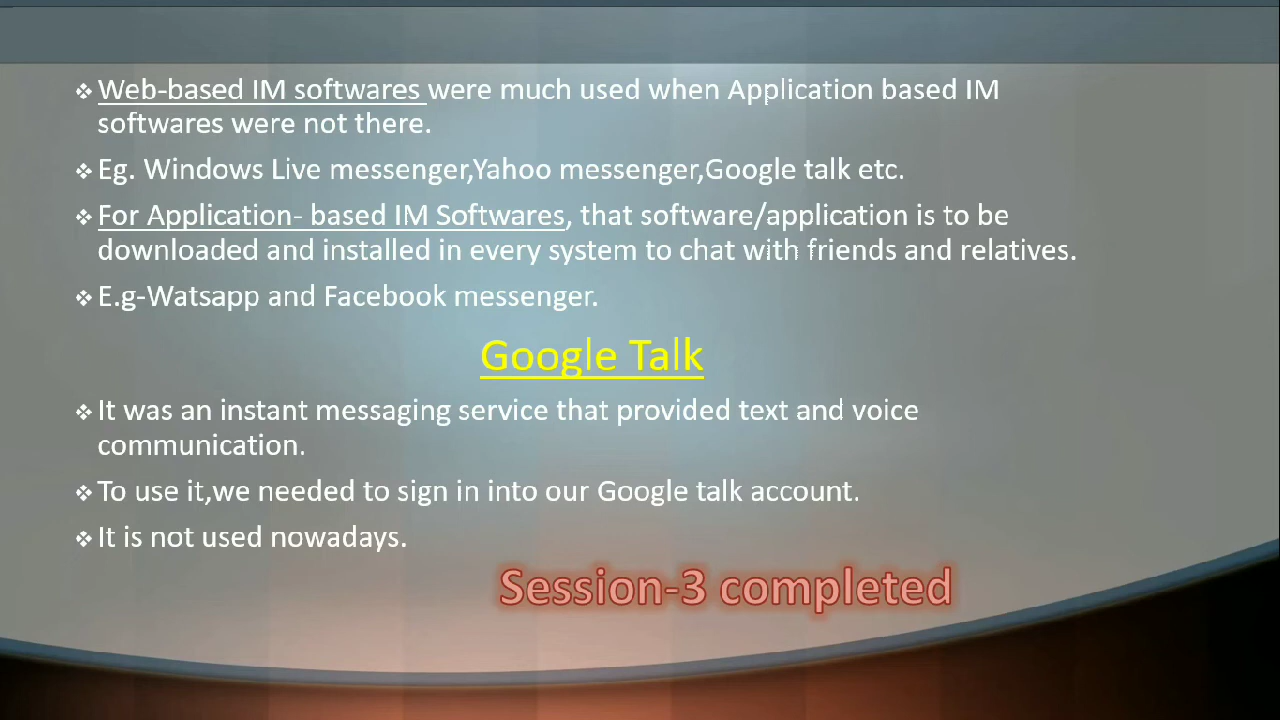 ❖ Web-based IM softwares were much used when Application based IM
softwares were not there.
❖ Eg. Windows Live messenger,Yahoo messenger,Google talk etc.
❖ For Application- based IM Softwares, that software/application is to be
downloaded and installed in every system to chat with friends and relatives.
❖ E.g-Watsapp and Facebook messenger.
Google Talk
❖ It was an instant messaging service that provided text and voice
communication.
❖ To use it,we needed to sign in into our Google talk account.
❖ It is not used nowadays.
Session-3 completed